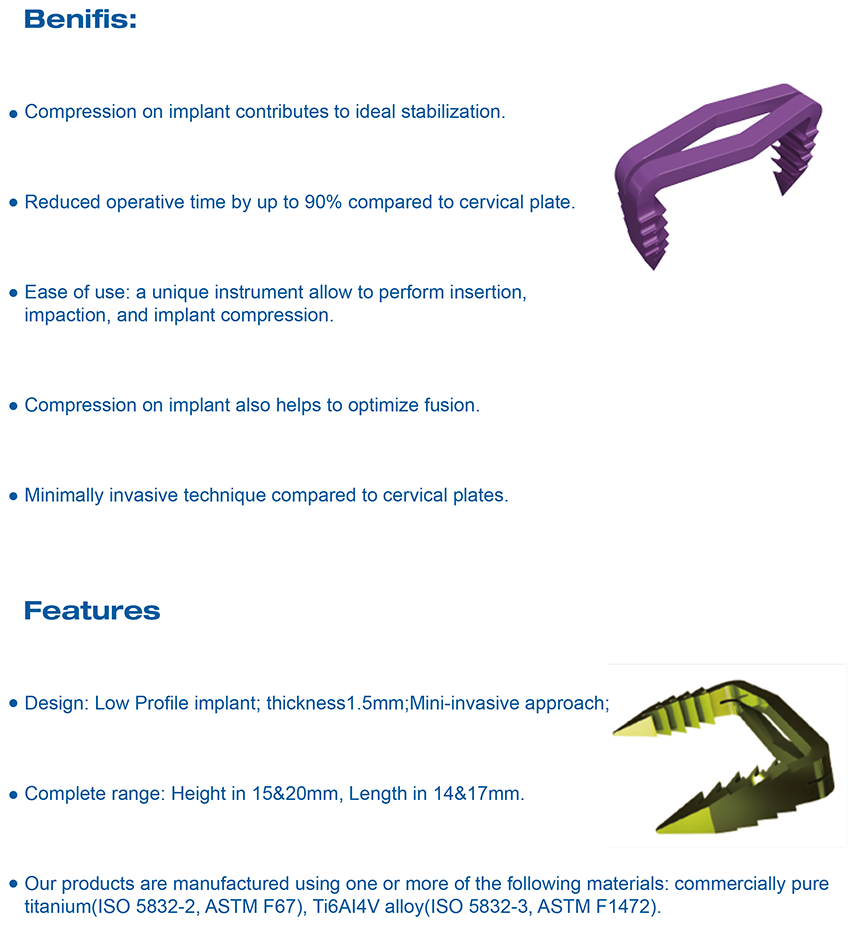 Benifis:
● Compression on implant contributes to ideal stabilization.
● Reduced operative time by up to 90% compared to cervical plate.
● Ease of use: a unique instrument allow to perform insertion,
impaction, and implant compression.
● Compression on implant also helps to optimize fusion.
● Minimally invasive technique compared to cervical plates.
Features
● Design: Low Profile implant; thickness1.5mm;Mini-invasive approach;
● Complete range: Height in 15&20mm, Length in 14&17mm.
● Our products are manufactured using one or more of the following materials: commercially pure
titanium(ISO 5832-2, ASTM F67), Ti6AI4V alloy(ISO 5832-3, ASTM F1472).